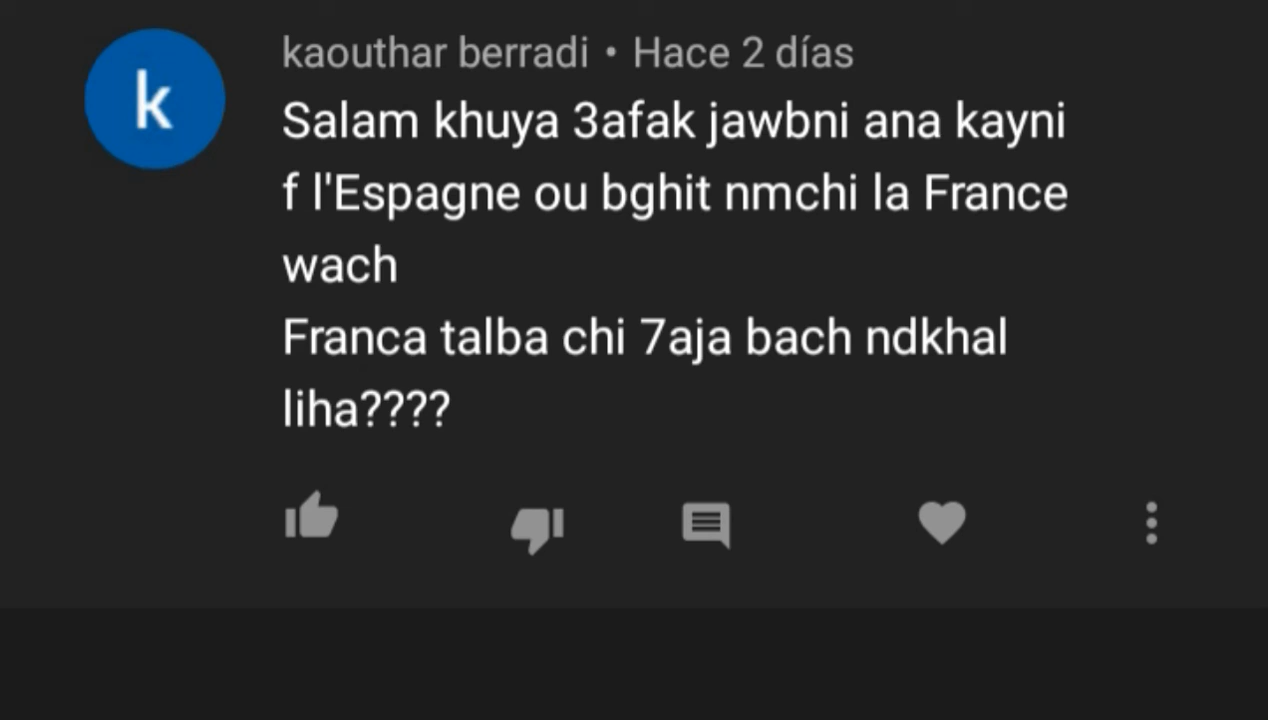 k
kaouthar berradi • Hace 2 días
Salam khuya 3afak jawbni ana kayni
f l'Espagne ou bghit nmchi la France
wach
Franca talba chi 7aja bach ndkhal
liha????